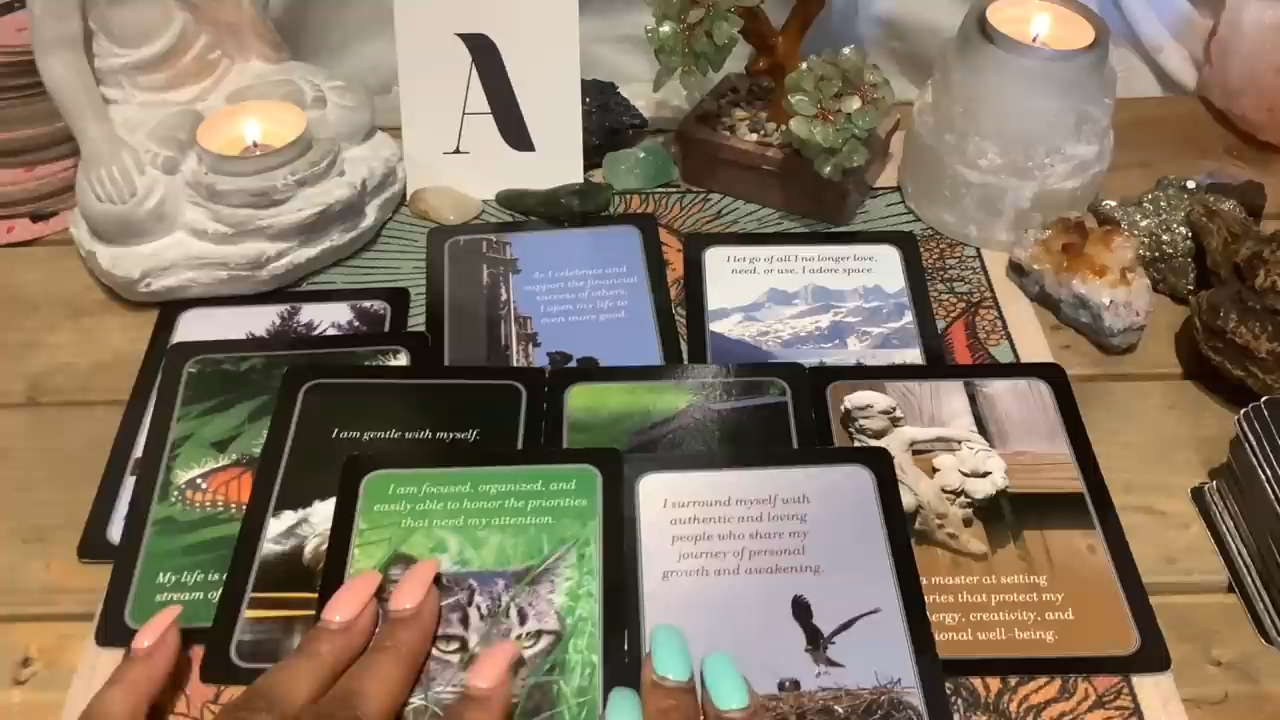 A
As I celebrate and
support the financial
success of others,
I open my life to
even more good.
I let go of all I no longer love,
need, or use. I adore space.
I am gentle with myself.
I am focused, organized, and
easily able to honor the priorities
that need my attention.
I surround myself with
authentic and loving
people who share my
journey of personal
growth and awakening.
My life is
stream of
master at setting
that protect my
creativity, and
well-being.